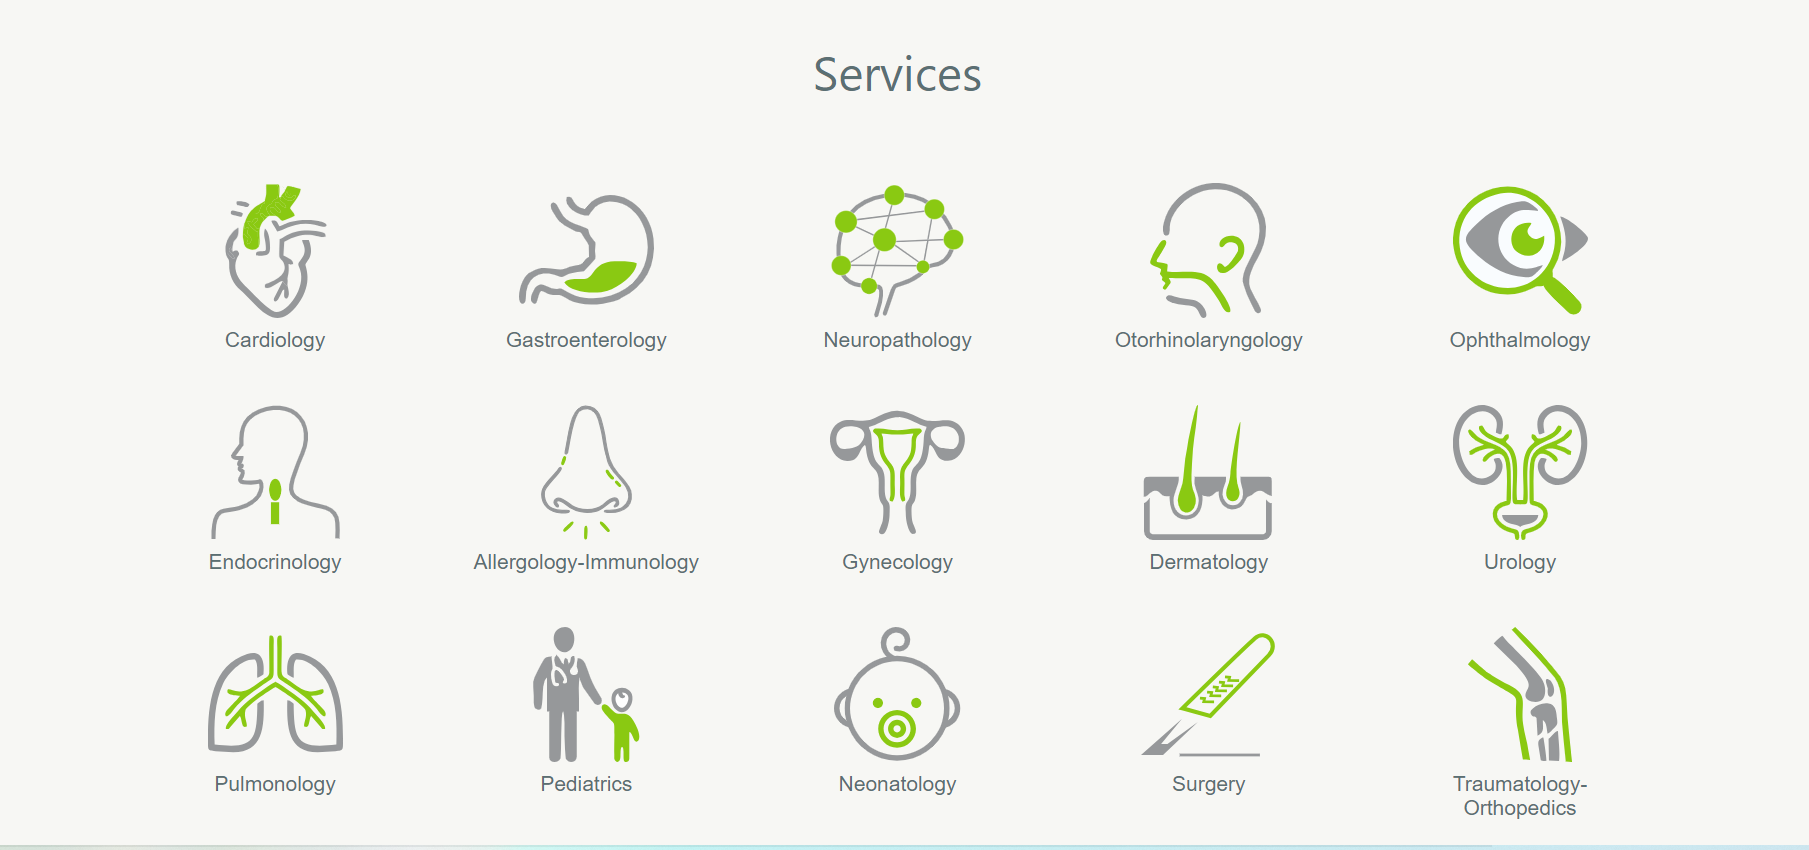 Services
Cardiology
Gastroenterology
Neuropathology
Otorhinolaryngology
Ophthalmology
Endocrinology
Allergology-Immunology
Gynecology
Dermatology
Urology
Pulmonology
Pediatrics
Neonatology
Surgery
Traumatology-
Orthopedics